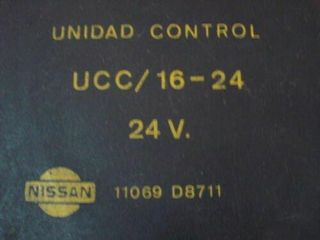 UNIDAD CONTROL
UCC/16-24
24 V.
NISSAN 11069 D8711